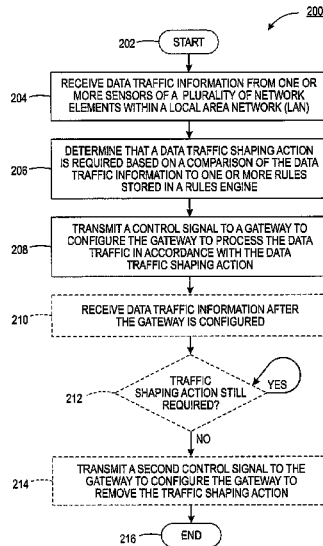 200
202
START
204
RECEIVE DATA TRAFFIC INFORMATION FROM ONE OR
MORE SENSORS OF A PLURALITY OF NETWORK
ELEMENTS WITHIN A LOCAL AREA NETWORK (LAN)
206
DETERMINE THAT A DATA TRAFFIC SHAPING ACTION
IS REQUIRED BASED ON A COMPARISON OF THE DATA
TRAFFIC INFORMATION TO ONE OR MORE RULES
STORED IN A RULES ENGINE
208
TRANSMIT A CONTROL SIGNAL TO A GATEWAY TO
CONFIGURE THE GATEWAY TO PROCESS THE DATA
TRAFFIC IN ACCORDANCE WITH THE DATA
TRAFFIC SHAPING ACTION
210
RECEIVE DATA TRAFFIC INFORMATION AFTER
THE GATEWAY IS CONFIGURED
212
TRAFFIC
SHAPING ACTION STILL
REQUIRED?
YES
NO
214
TRANSMIT A SECOND CONTROL SIGNAL TO THE
GATEWAY TO CONFIGURE THE GATEWAY TO
REMOVE THE TRAFFIC SHAPING ACTION
216
END